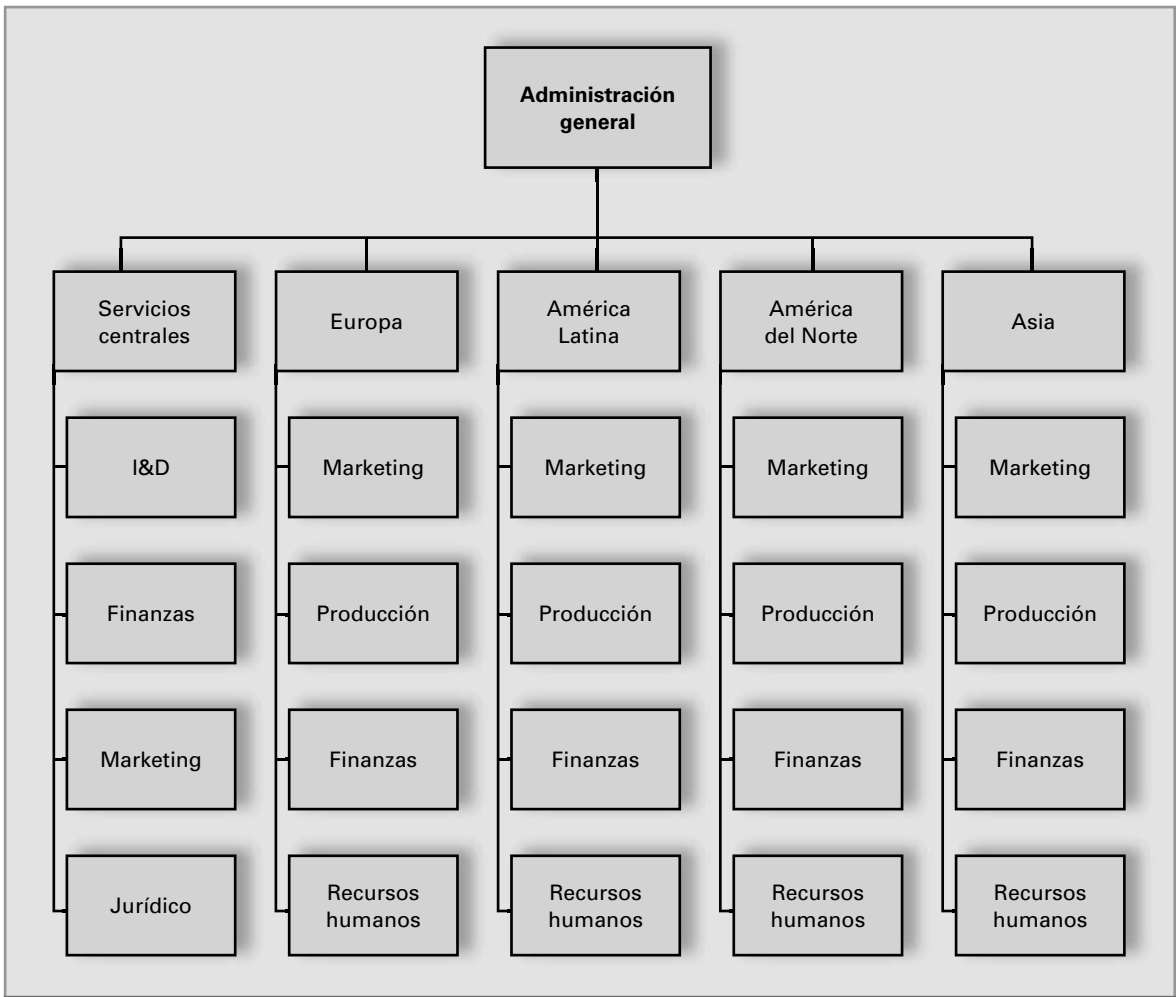 Administración
general
Servicios
centrales
Europa
América
Latina
América
del Norte
Asia
I&D
Marketing
Marketing
Marketing
Marketing
Finanzas
Producción
Producción
Producción
Producción
Marketing
Finanzas
Finanzas
Finanzas
Finanzas
Jurídico
Recursos
humanos
Recursos
humanos
Recursos
humanos
Recursos
humanos